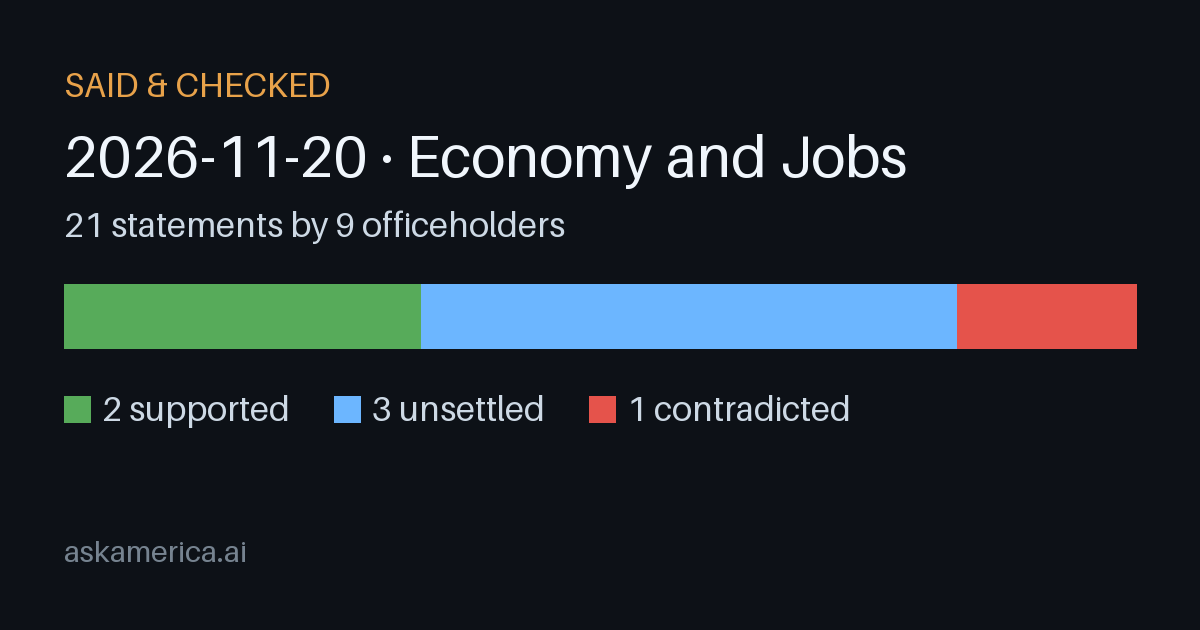 SAID & CHECKED
2026-11-20 · Economy and Jobs
21 statements by 9 officeholders
2 supported 3 unsettled 1 contradicted
askamerica.ai